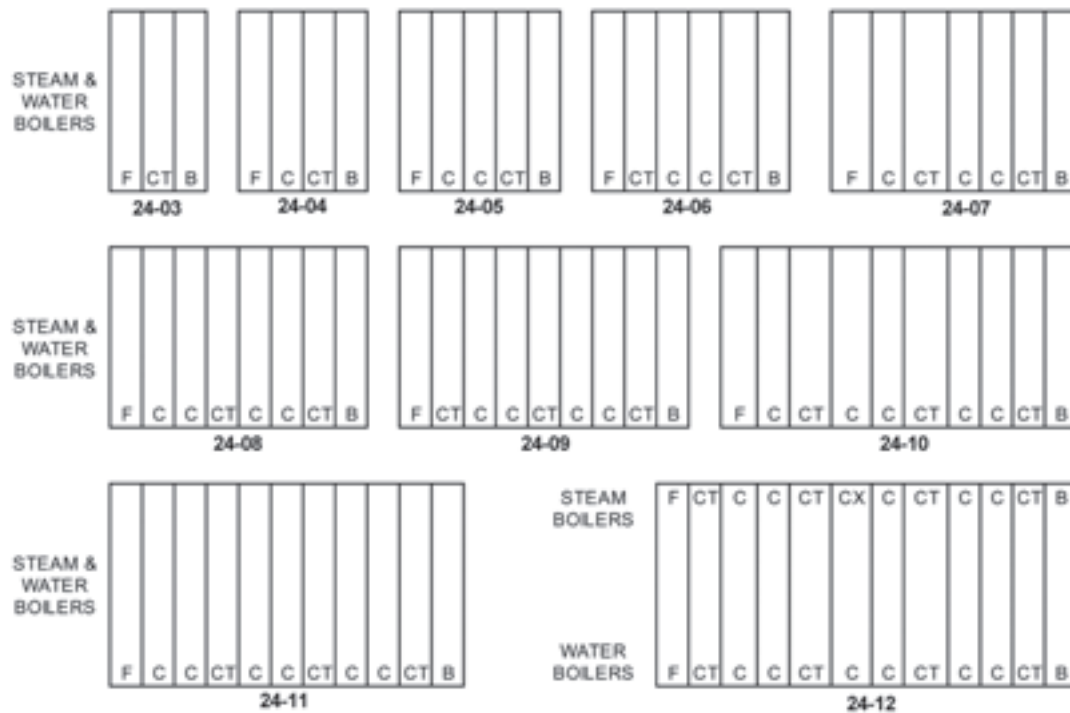 STEAM &
WATER
BOILERS
F CT B
24-03
F C CT B
24-04
F C C CT B
24-05
F CT C C CT B
24-06
F C CT C C CT B
24-07
STEAM &
WATER
BOILERS
F C C CT C C CT B
24-08
F CT C C CT C C CT B
24-09
F C CT C C CT C C CT B
24-10
STEAM &
WATER
BOILERS
F C C CT C C CT C C CT B
24-11
STEAM
BOILERS
F CT C C CT CX C CT C C CT B
WATER
BOILERS
F CT C C CT C C CT C C CT B
24-12